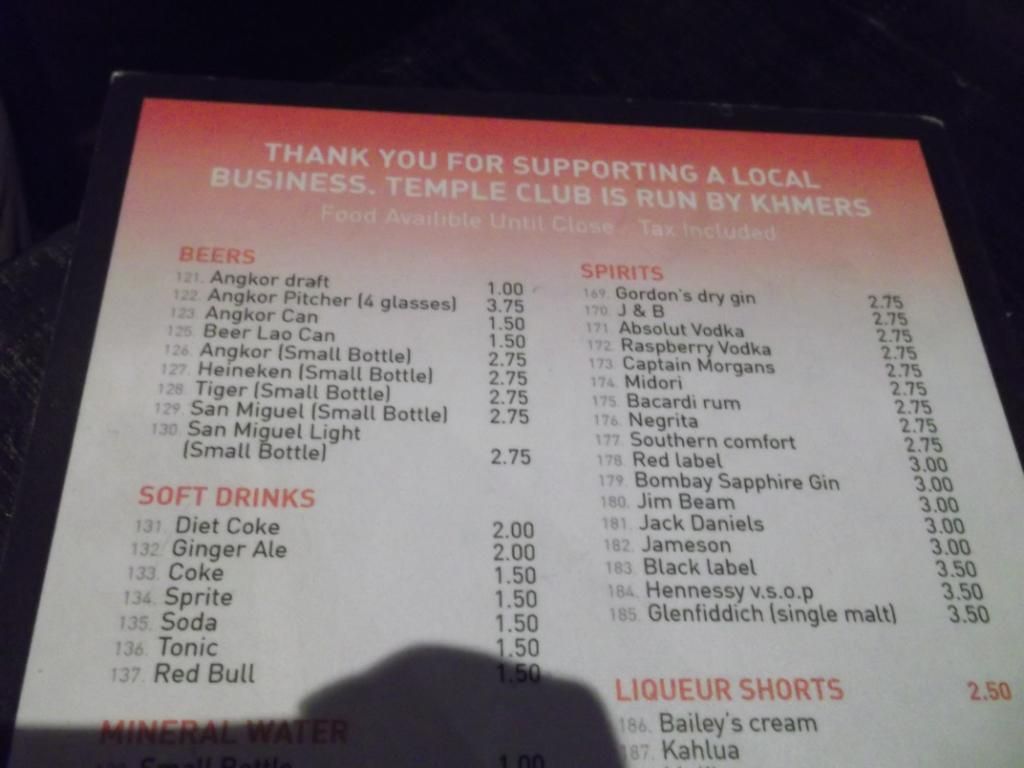 THANK YOU FOR SUPPORTING A LOCAL
BUSINESS. TEMPLE CLUB IS RUN BY KHMERS
Food Availible Until Close / Tax Included
BEERS
121. Angkor draft 1.00
122. Angkor Pitcher (4 glasses) 3.75
123. Angkor Can 1.50
125. Beer Lao Can 1.50
126. Angkor (Small Bottle) 2.75
127. Heineken (Small Bottle) 2.75
128. Tiger (Small Bottle) 2.75
129. San Miguel (Small Bottle) 2.75
130. San Miguel Light
(Small Bottle) 2.75
SOFT DRINKS
131. Diet Coke 2.00
132. Ginger Ale 2.00
133. Coke 1.50
134. Sprite 1.50
135. Soda 1.50
136. Tonic 1.50
137. Red Bull 1.50
MINERAL WATER
Small Bottle 1.00
SPIRITS
169. Gordon's dry gin 2.75
170. J & B 2.75
171. Absolut Vodka 2.75
172. Raspberry Vodka 2.75
173. Captain Morgans 2.75
174. Midori 2.75
175. Bacardi rum 2.75
176. Negrita 2.75
177. Southern comfort 2.75
178. Red label 3.00
179. Bombay Sapphire Gin 3.00
180. Jim Beam 3.00
181. Jack Daniels 3.00
182. Jameson 3.00
183. Black label 3.50
184. Hennessy v.s.o.p 3.50
185. Glenfiddich (single malt) 3.50
LIQUEUR SHORTS 2.50
186. Bailey's cream
187. Kahlua